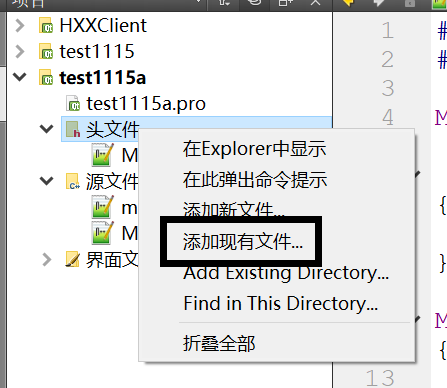 项目
HXXClient
test1115
test1115a
test1115a.pro
头文件
M
源文件
m
M
界面文
在Explorer中显示
在此弹出命令提示
添加新文件...
添加现有文件...
Add Existing Directory...
Find in This Directory...
折叠全部
1 #
2 #
3
4 M
{
}
M
{
13